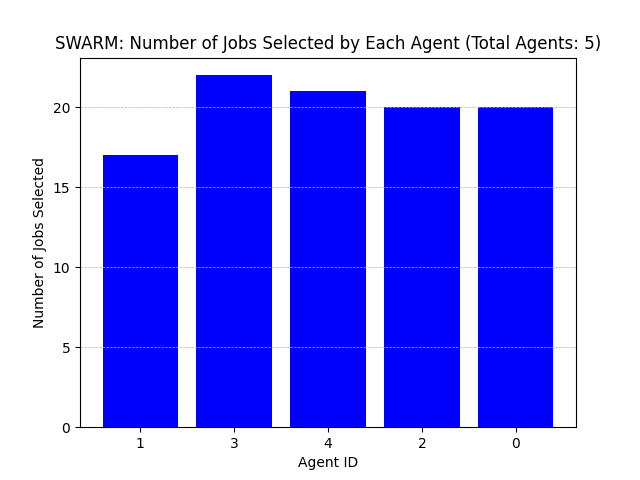 SWARM: Number of Jobs Selected by Each Agent (Total Agents: 5)
Number of Jobs Selected
20
15
10
5
0
1 3 4 2 0
Agent ID